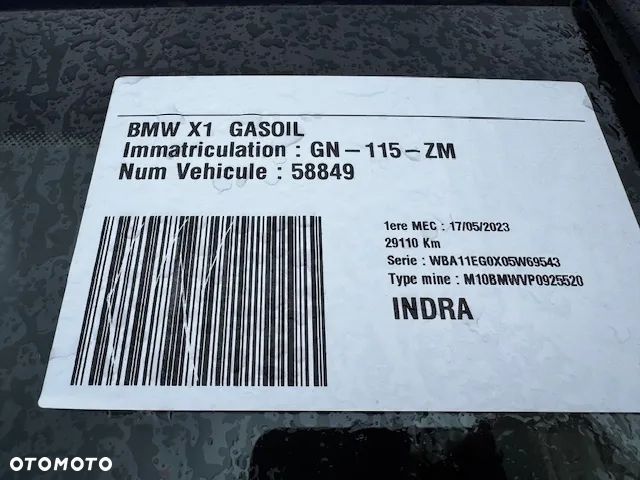 BMW X1 GASOIL
Immatriculation : GN-115-ZM
Num Vehicule : 58849
1ere MEC : 17/05/2023
29110 Km
Serie : WBA11EG0X05W69543
Type mine : M10BMWVP0925520
INDRA
OTOMOTO